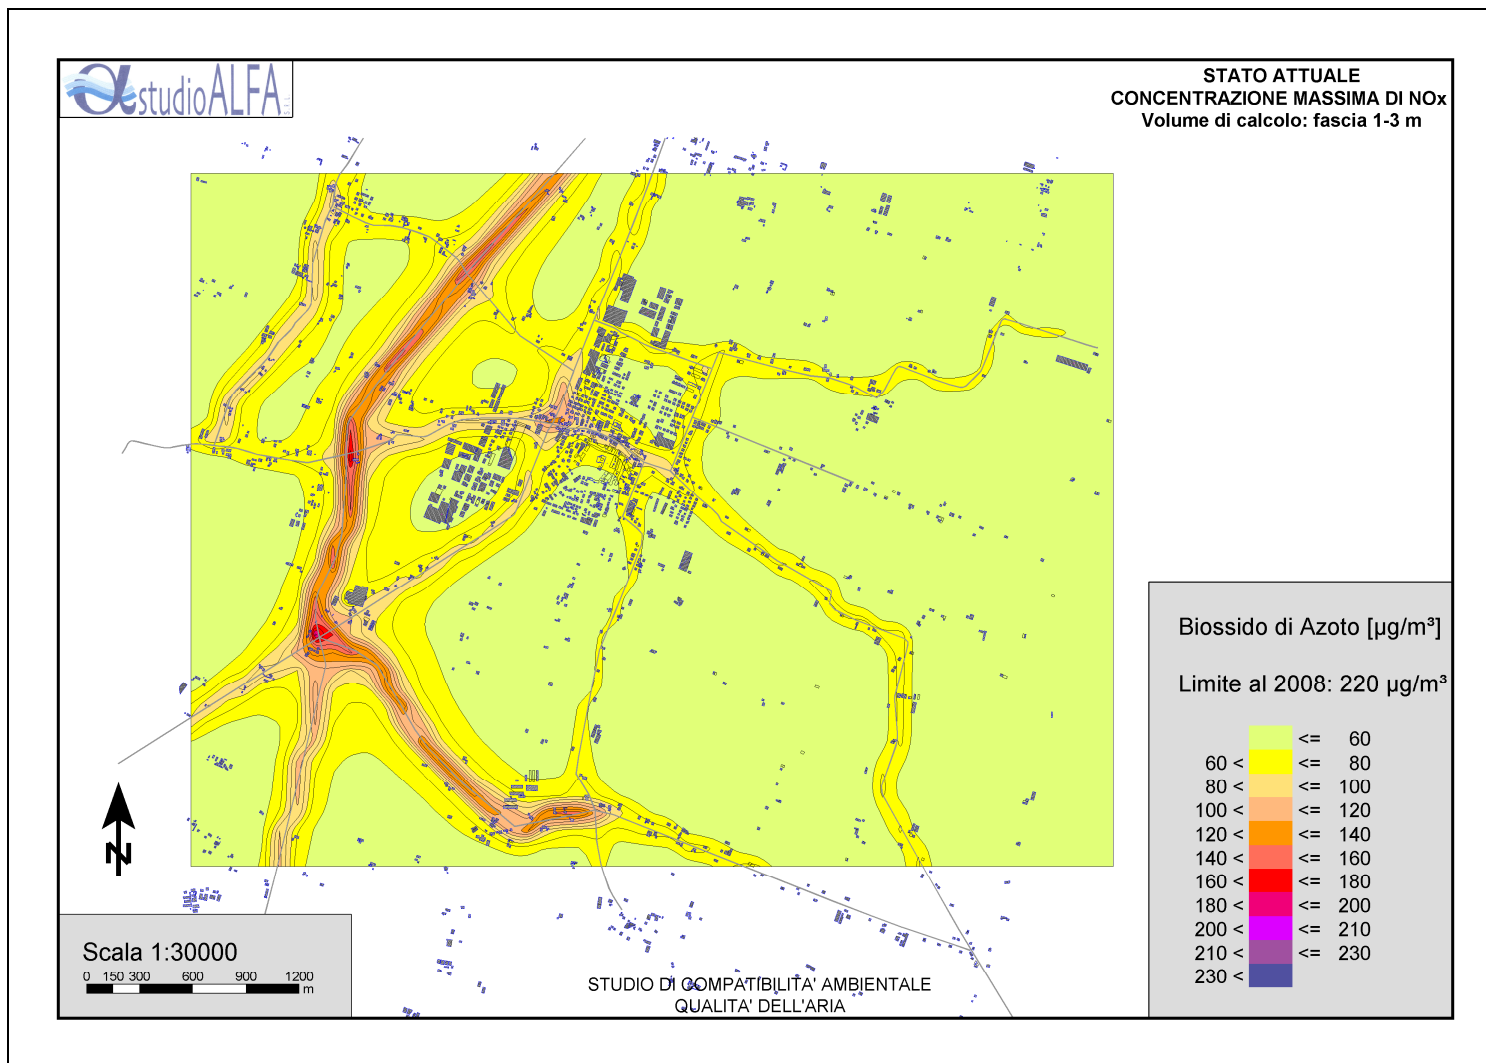 αstudioALFA
STATO ATTUALE
CONCENTRAZIONE MASSIMA DI NOx
Volume di calcolo: fascia 1-3 m
Biossido di Azoto [µg/m³]
Limite al 2008: 220 µg/m³
<= 60
60 < <= 80
80 < <= 100
100 < <= 120
120 < <= 140
140 < <= 160
160 < <= 180
180 < <= 200
200 < <= 210
210 < <= 230
230 <
N
Scala 1:30000
0 150 300 600 900 1200
m
STUDIO DI COMPATIBILITA' AMBIENTALE
QUALITA' DELL'ARIA